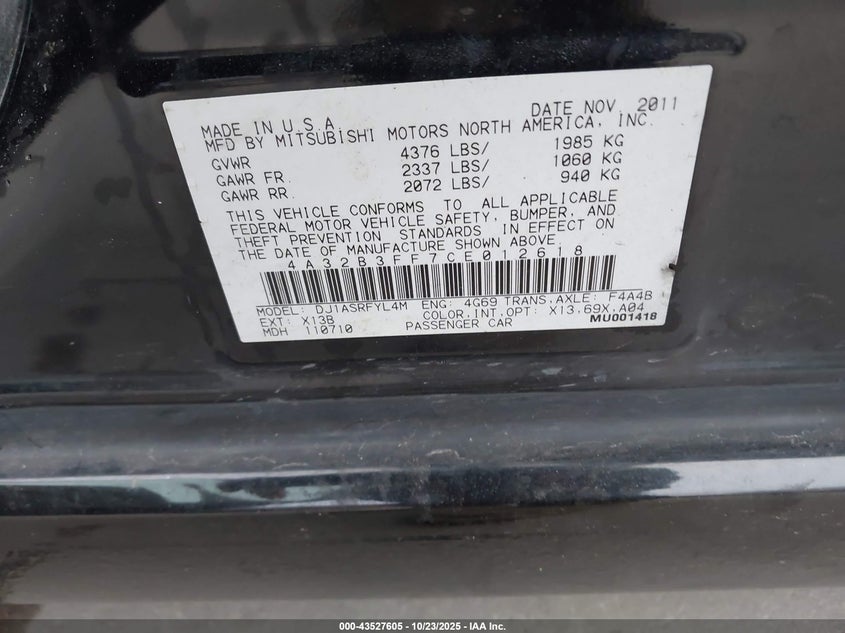 DATE NOV. 2011
MADE IN U.S.A
MFD BY MITSUBISHI MOTORS NORTH AMERICA, INC.
GVWR 4376 LBS/ 1985 KG
GAWR FR. 2337 LBS/ 1060 KG
GAWR RR. 2072 LBS/ 940 KG
THIS VEHICLE CONFORMS TO ALL APPLICABLE
FEDERAL MOTOR VEHICLE SAFETY, BUMPER, AND
THEFT PREVENTION STANDARDS IN EFFECT ON
THE DATE OF MANUFACTURE SHOWN ABOVE.
4A32B3FF7CE012618
MODEL: DJ1ASRFYL4M ENG: 4G69 TRANS.AXLE: F4A4B
EXT: X13B COLOR.INT.OPT: X13.69X.A04
MDH 110710 PASSENGER CAR MU001418
000-43527605 - 10/23/2025 - IAA Inc.